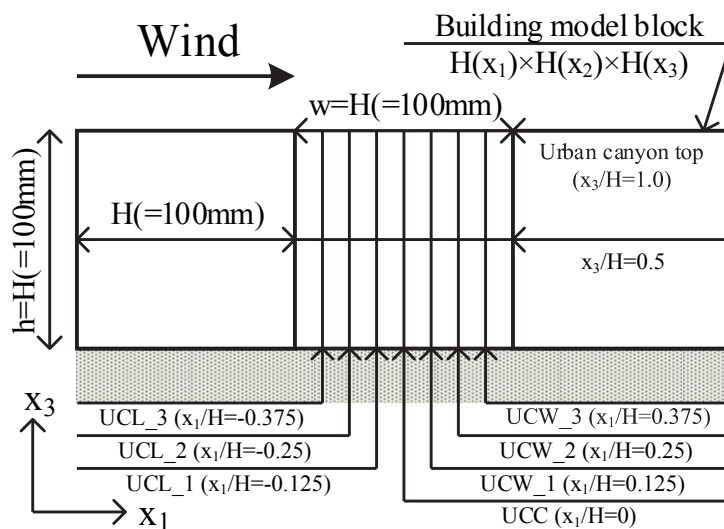 Wind
Building model block
H(x₁)×H(x₂)×H(x₃)
w=H(=100mm)
Urban canyon top
(x₃/H=1.0)
H(=100mm)
h=H(=100mm)
x₃/H=0.5
x₃
x₁
UCL_3 (x₁/H=-0.375)
UCL_2 (x₁/H=-0.25)
UCL_1 (x₁/H=-0.125)
UCW_3 (x₁/H=0.375)
UCW_2 (x₁/H=0.25)
UCW_1 (x₁/H=0.125)
UCC (x₁/H=0)